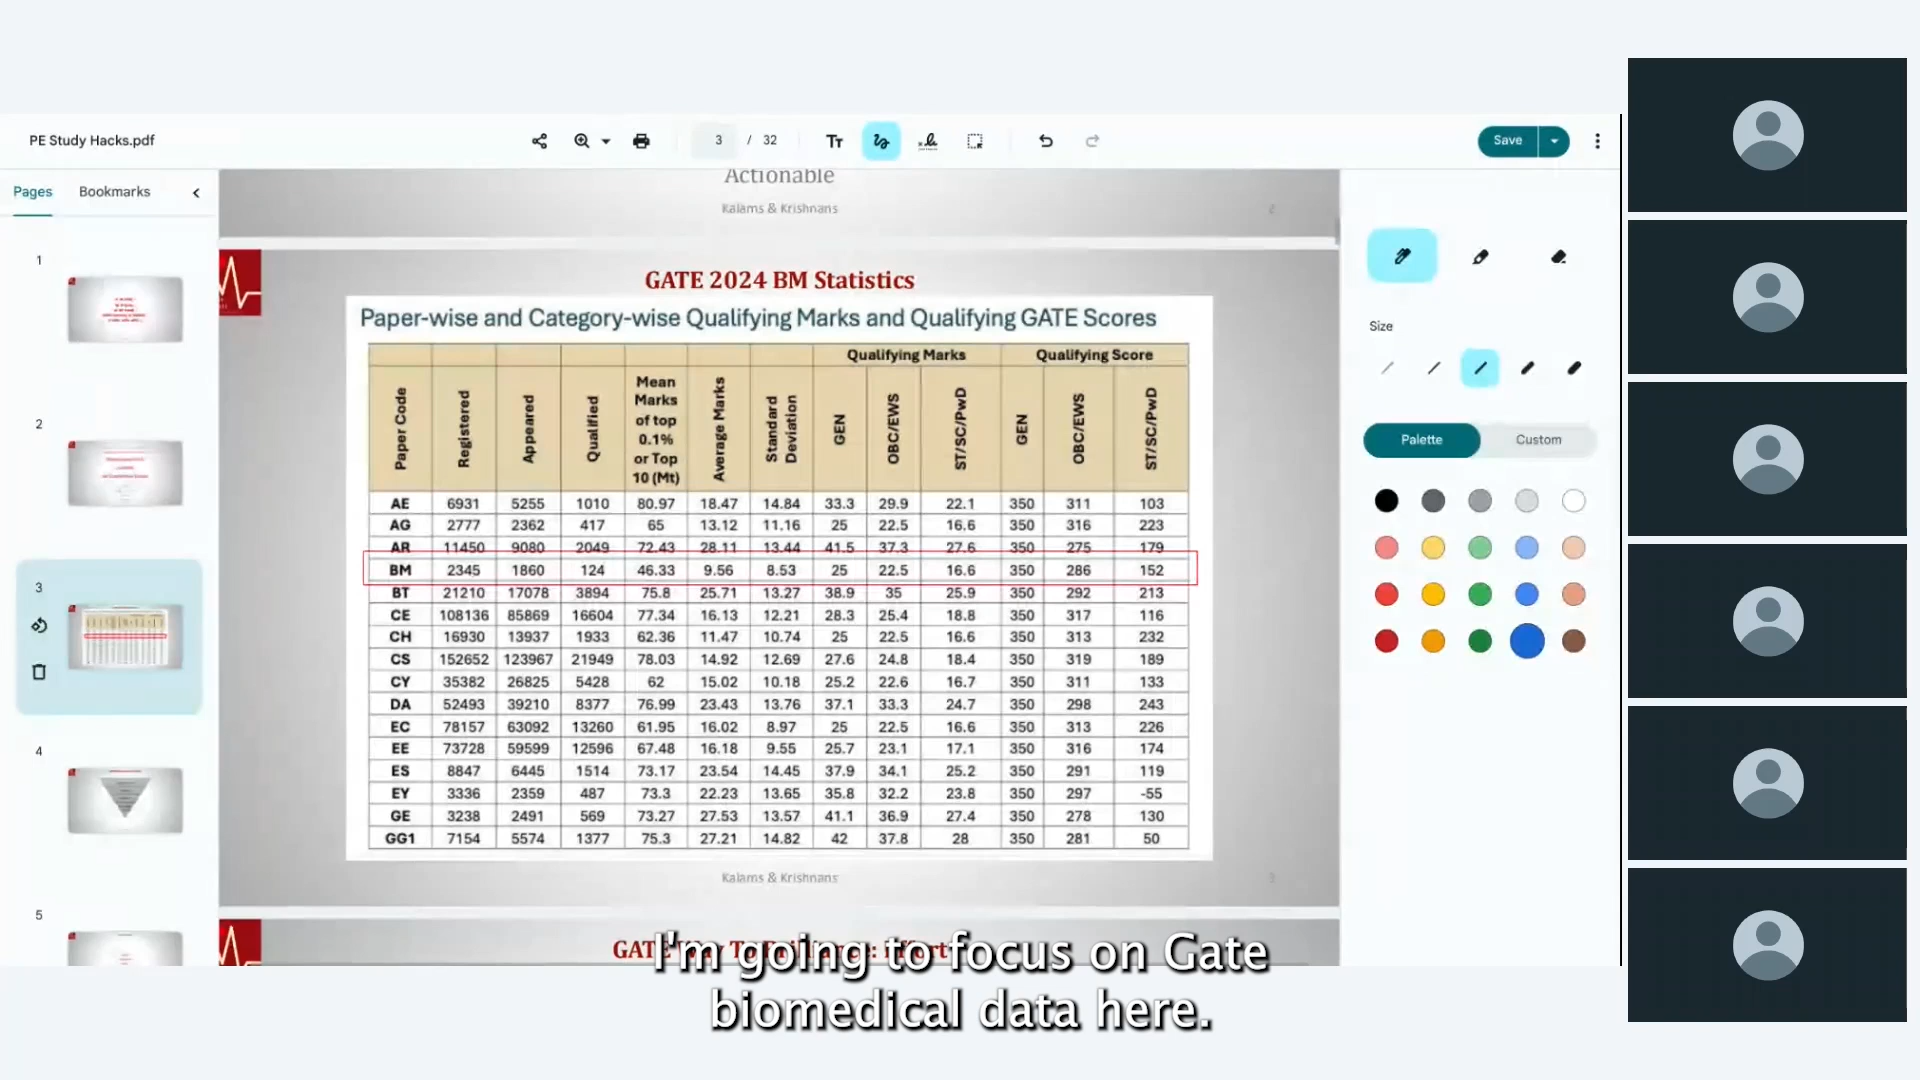 PE Study Hacks.pdf
3 / 32
Tт
Save
Pages
Bookmarks
1
2
3
4
5
Actionable
Kalams & Krishnans
2
GATE 2024 BM Statistics
Paper-wise and Category-wise Qualifying Marks and Qualifying GATE Scores
Qualifying Marks Qualifying Score
Paper Code Registered Appeared Qualified Mean Marks of top 0.1% or Top 10 (Mt) Average Marks Standard Deviation GEN OBC/EWS ST/SC/PwD GEN OBC/EWS ST/SC/PwD
AE 6931 5255 1010 80.97 18.47 14.84 33.3 29.9 22.1 350 311 103
AG 2777 2362 417 65 13.12 11.16 25 22.5 16.6 350 316 223
AR 11450 9080 2049 72.43 28.11 13.44 41.5 37.3 27.6 350 275 179
BM 2345 1860 124 46.33 9.56 8.53 25 22.5 16.6 350 286 152
BT 21210 17078 3894 75.8 25.71 13.27 38.9 35 25.9 350 292 213
CE 108136 85869 16604 77.34 16.13 12.21 28.3 25.4 18.8 350 317 116
CH 16930 13937 1933 62.36 11.47 10.74 25 22.5 16.6 350 313 232
CS 152652 123967 21949 78.03 14.92 12.69 27.6 24.8 18.4 350 319 189
CY 35382 26825 5428 62 15.02 10.18 25.2 22.6 16.7 350 311 133
DA 52493 39210 8377 76.99 23.43 13.76 37.1 33.3 24.7 350 298 243
EC 78157 63092 13260 61.95 16.02 8.97 25 22.5 16.6 350 313 226
EE 73728 59599 12596 67.48 16.18 9.55 25.7 23.1 17.1 350 316 174
ES 8847 6445 1514 73.17 23.54 14.45 37.9 34.1 25.2 350 291 119
EY 3336 2359 487 73.3 22.23 13.65 35.8 32.2 23.8 350 297 -55
GE 3238 2491 569 73.27 27.53 13.57 41.1 36.9 27.4 350 278 130
GG1 7154 5574 1377 75.3 27.21 14.82 42 37.8 28 350 281 50
Kalams & Krishnans
3
GATE
I'm going to focus on Gate
biomedical data here.
Size
Palette
Custom